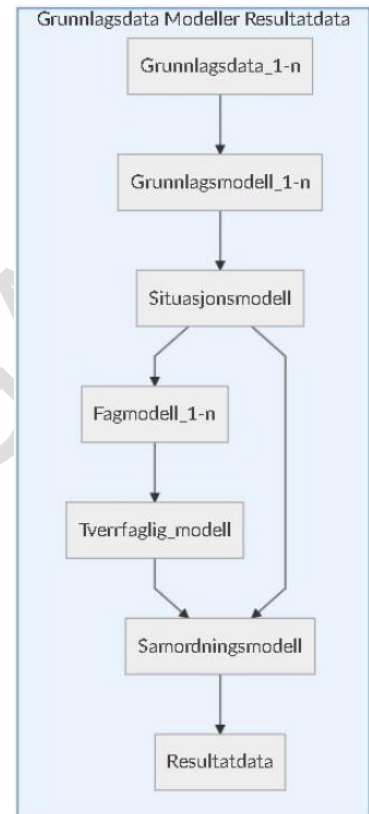 Grunnlagsdata Modeller Resultatdata
Grunnlagsdata_1-n
Grunnlagsmodell_1-n
Situasjonsmodell
Fagmodell_1-n
Tverrfaglig_modell
Samordningsmodell
Resultatdata